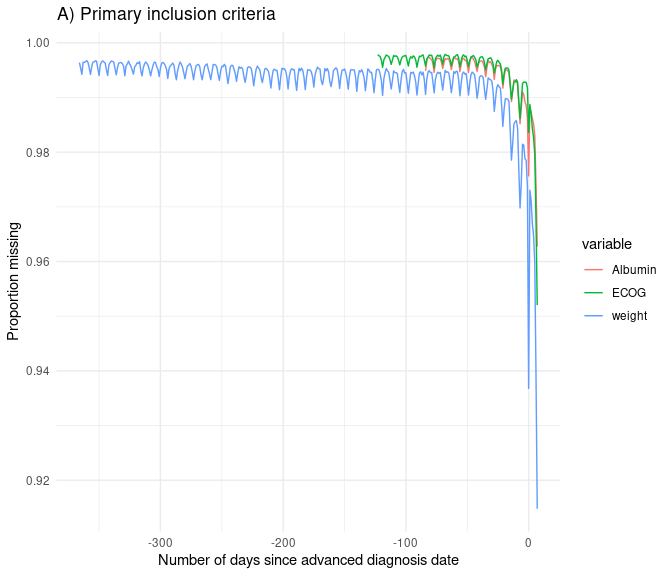 A) Primary inclusion criteria
1.00
0.98
0.96
0.94
0.92
Proportion missing
-300
-200
-100
0
Number of days since advanced diagnosis date
variable
Albumin
ECOG
weight